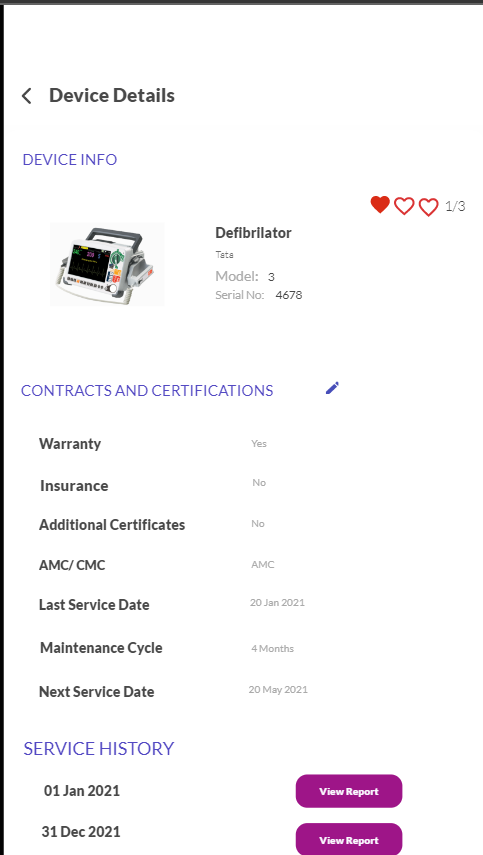 Device Details
DEVICE INFO
1/3
Defibrilator
Tata
Model: 3
Serial No: 4678
CONTRACTS AND CERTIFICATIONS
Warranty Yes
Insurance No
Additional Certificates No
AMC/ CMC AMC
Last Service Date 20 Jan 2021
Maintenance Cycle 4 Months
Next Service Date 20 May 2021
SERVICE HISTORY
01 Jan 2021 View Report
31 Dec 2021 View Report